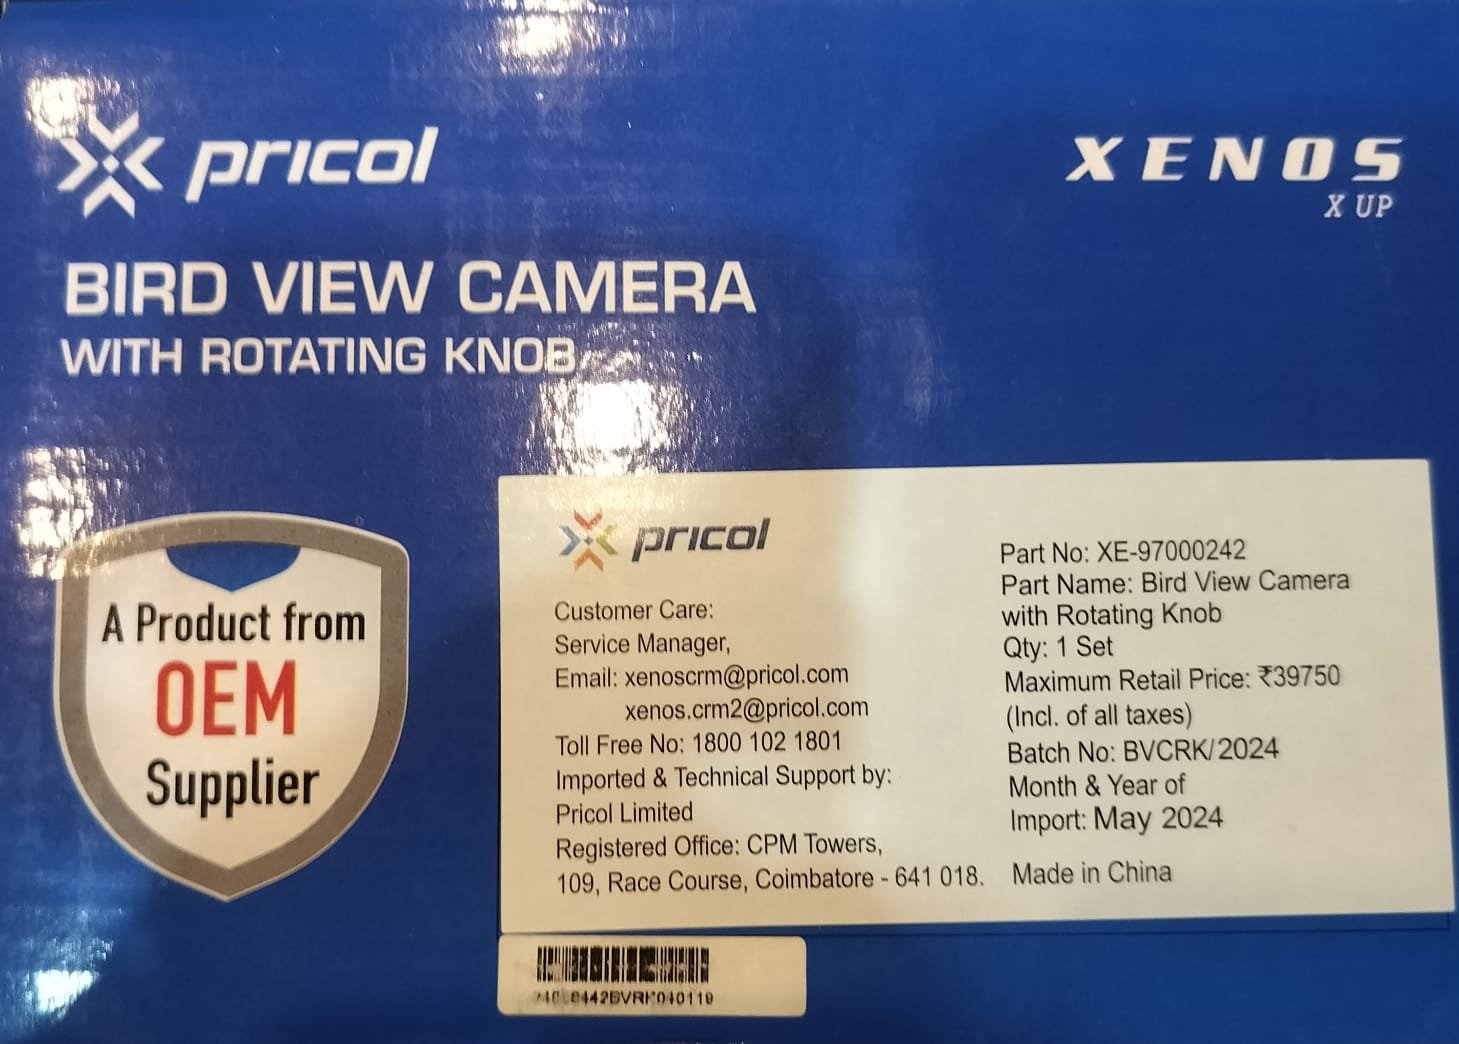 pricol
XENOS
X UP
BIRD VIEW CAMERA
WITH ROTATING KNOB
A Product from
OEM
Supplier
pricol
Customer Care:
Service Manager,
Email: xenoscrm@pricol.com
xenos.crm2@pricol.com
Toll Free No: 1800 102 1801
Imported & Technical Support by:
Pricol Limited
Registered Office: CPM Towers,
109, Race Course, Coimbatore - 641 018.
Part No: XE-97000242
Part Name: Bird View Camera
with Rotating Knob
Qty: 1 Set
Maximum Retail Price: ₹39750
(Incl. of all taxes)
Batch No: BVCRK/2024
Month & Year of
Import: May 2024
Made in China